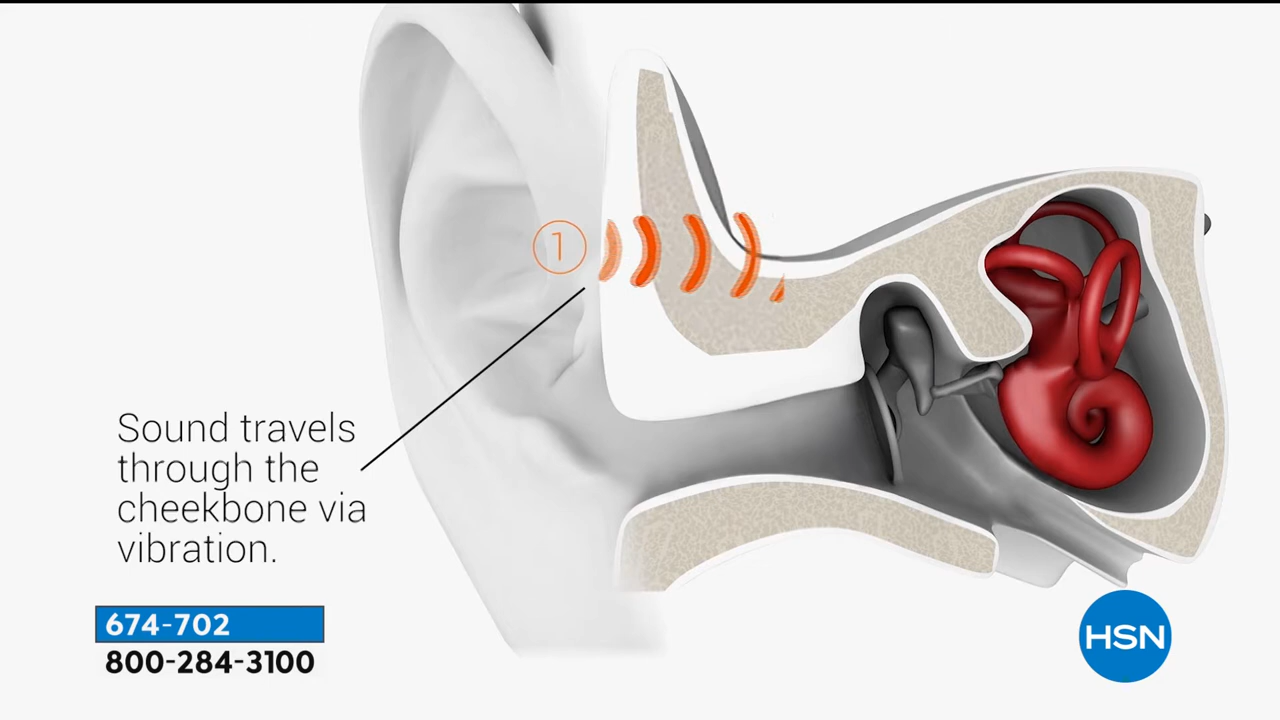 1
Sound travels
through the
cheekbone via
vibration.
674-702
800-284-3100
HSN